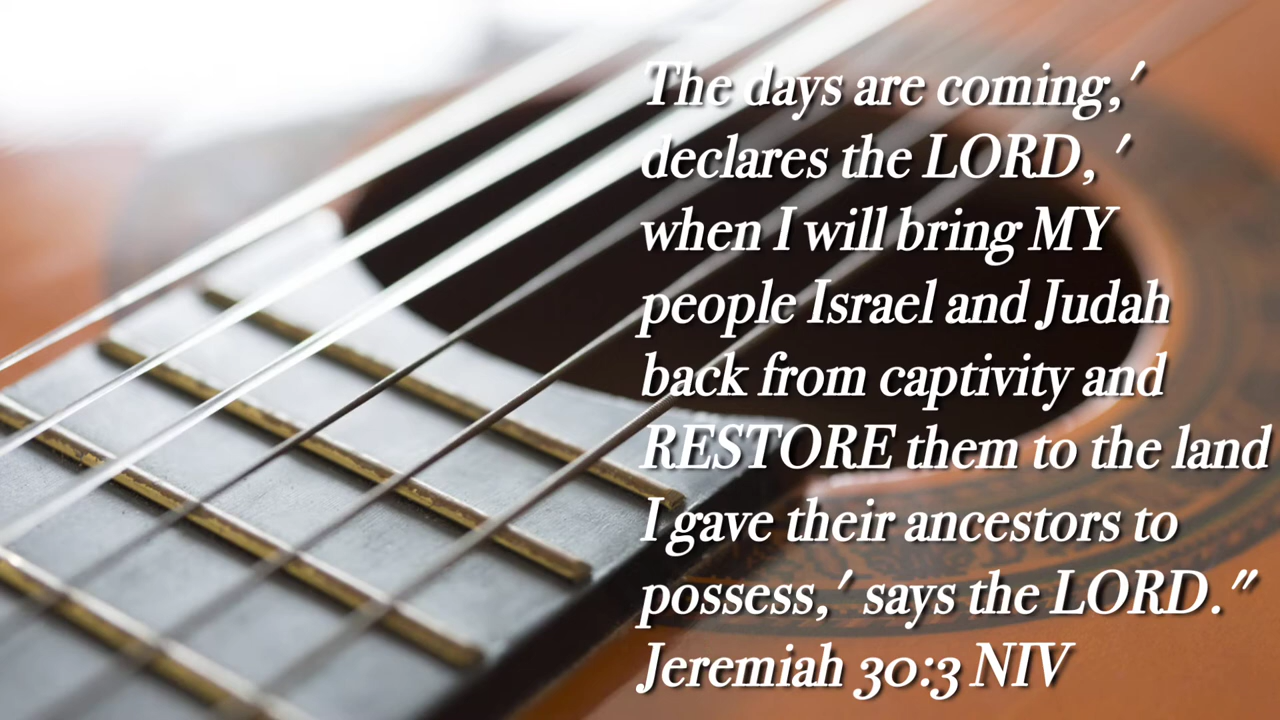 The days are coming,'
declares the LORD, '
when I will bring MY
people Israel and Judah
back from captivity and
RESTORE them to the land
I gave their ancestors to
possess,' says the LORD."
Jeremiah 30:3 NIV